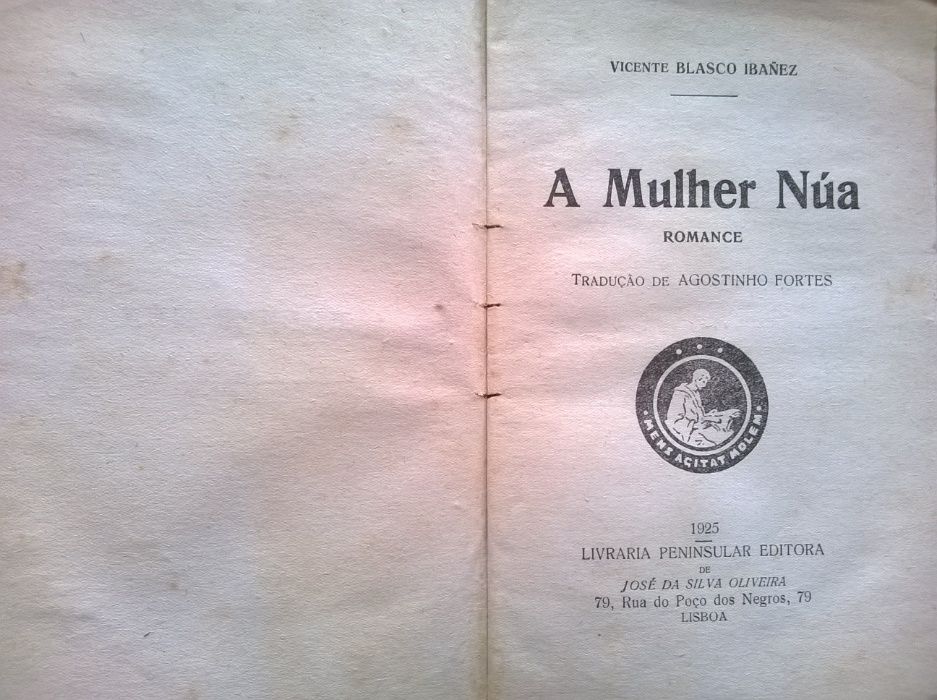 VICENTE BLASCO IBAÑEZ
A Mulher Núa
ROMANCE
TRADUÇÃO DE AGOSTINHO FORTES
MENS AGITAT MOLEM
1925
LIVRARIA PENINSULAR EDITORA
DE
JOSÉ DA SILVA OLIVEIRA
79, Rua do Poço dos Negros, 79
LISBOA